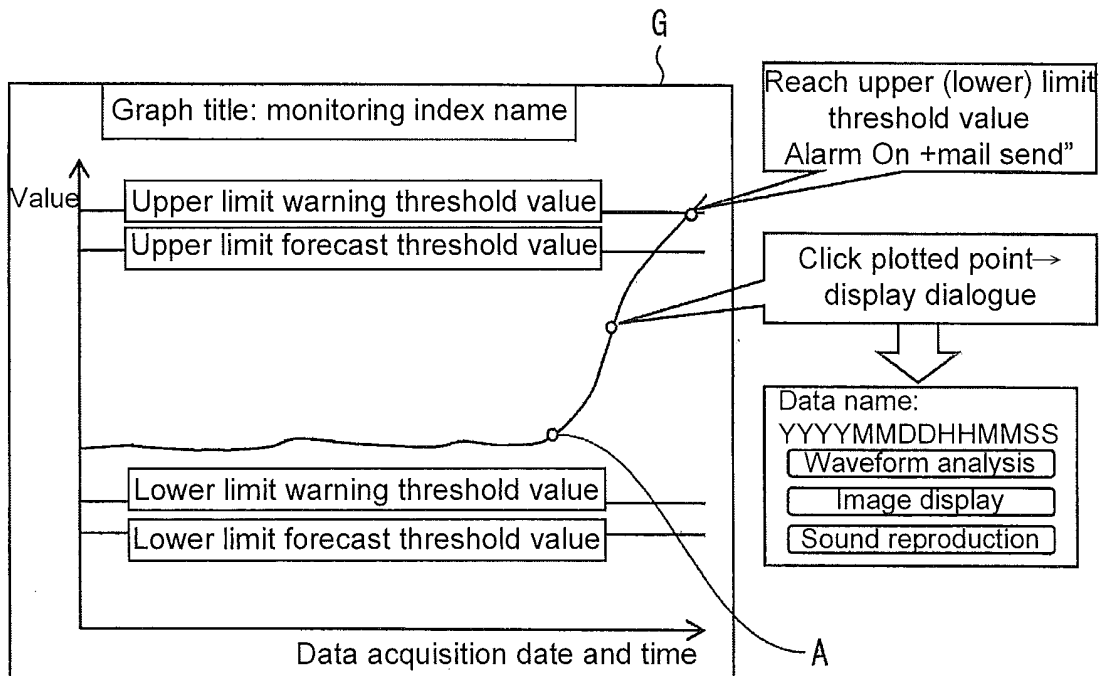 G
Graph title: monitoring index name
Value
Upper limit warning threshold value
Upper limit forecast threshold value
Lower limit warning threshold value
Lower limit forecast threshold value
Data acquisition date and time
A
Reach upper (lower) limit
threshold value
Alarm On +mail send”
Click plotted point→
display dialogue
Data name:
YYYYMMDDHHMMSS
Waveform analysis
Image display
Sound reproduction